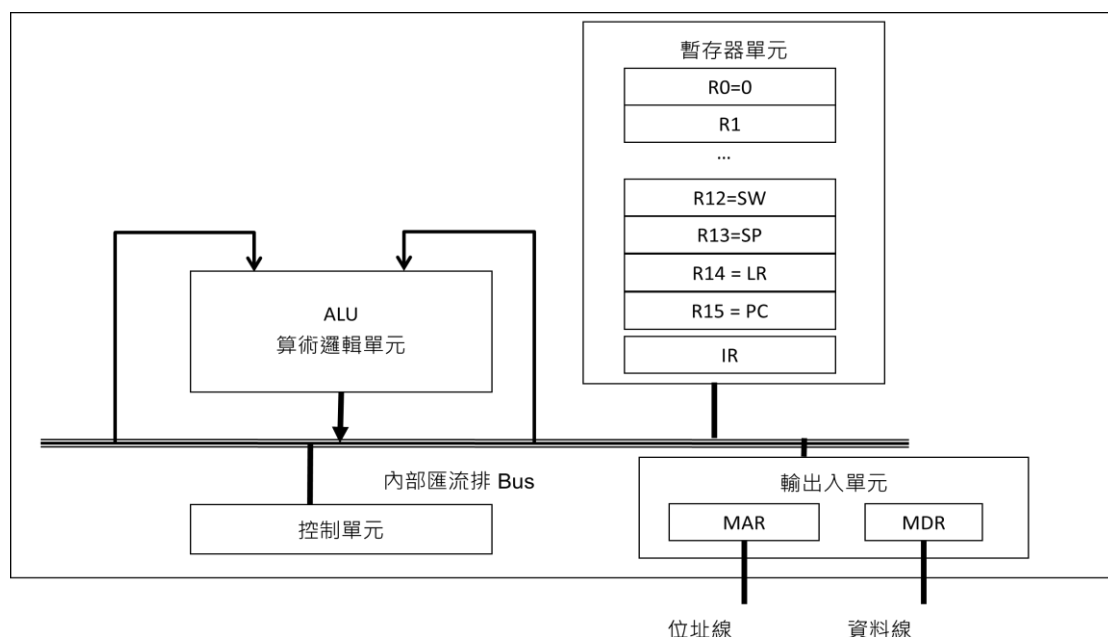 暫存器單元
R0=0
R1
...
R12=SW
R13=SP
R14 = LR
R15 = PC
IR
ALU
算術邏輯單元
內部匯流排 Bus
控制單元
輸出入單元
MAR
MDR
位址線
資料線